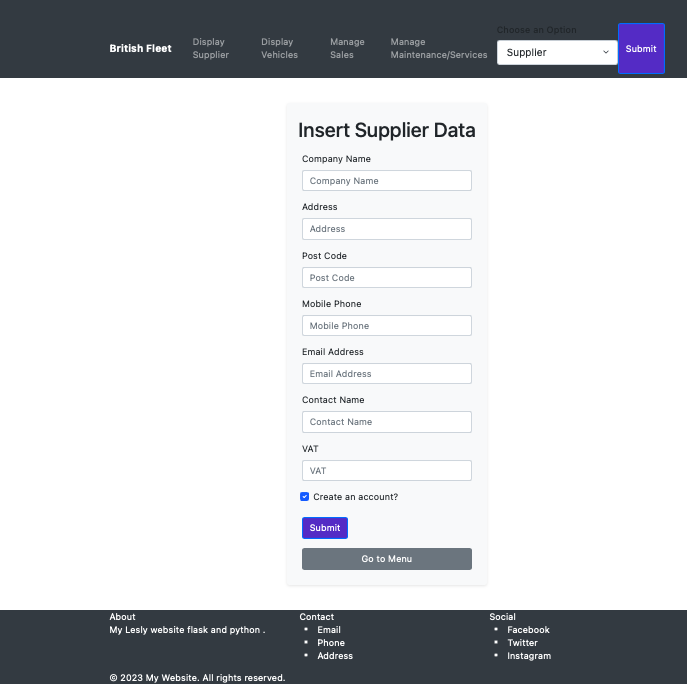 British Fleet
Display
Supplier
Display
Vehicles
Manage
Sales
Manage
Maintenance/Services
Choose an Option
Supplier
Submit
Insert Supplier Data
Company Name
Company Name
Address
Address
Post Code
Post Code
Mobile Phone
Mobile Phone
Email Address
Email Address
Contact Name
Contact Name
VAT
VAT
Create an account?
Submit
Go to Menu
About
My Lesly website flask and python .
Contact
Email
Phone
Address
Social
Facebook
Twitter
Instagram
© 2023 My Website. All rights reserved.